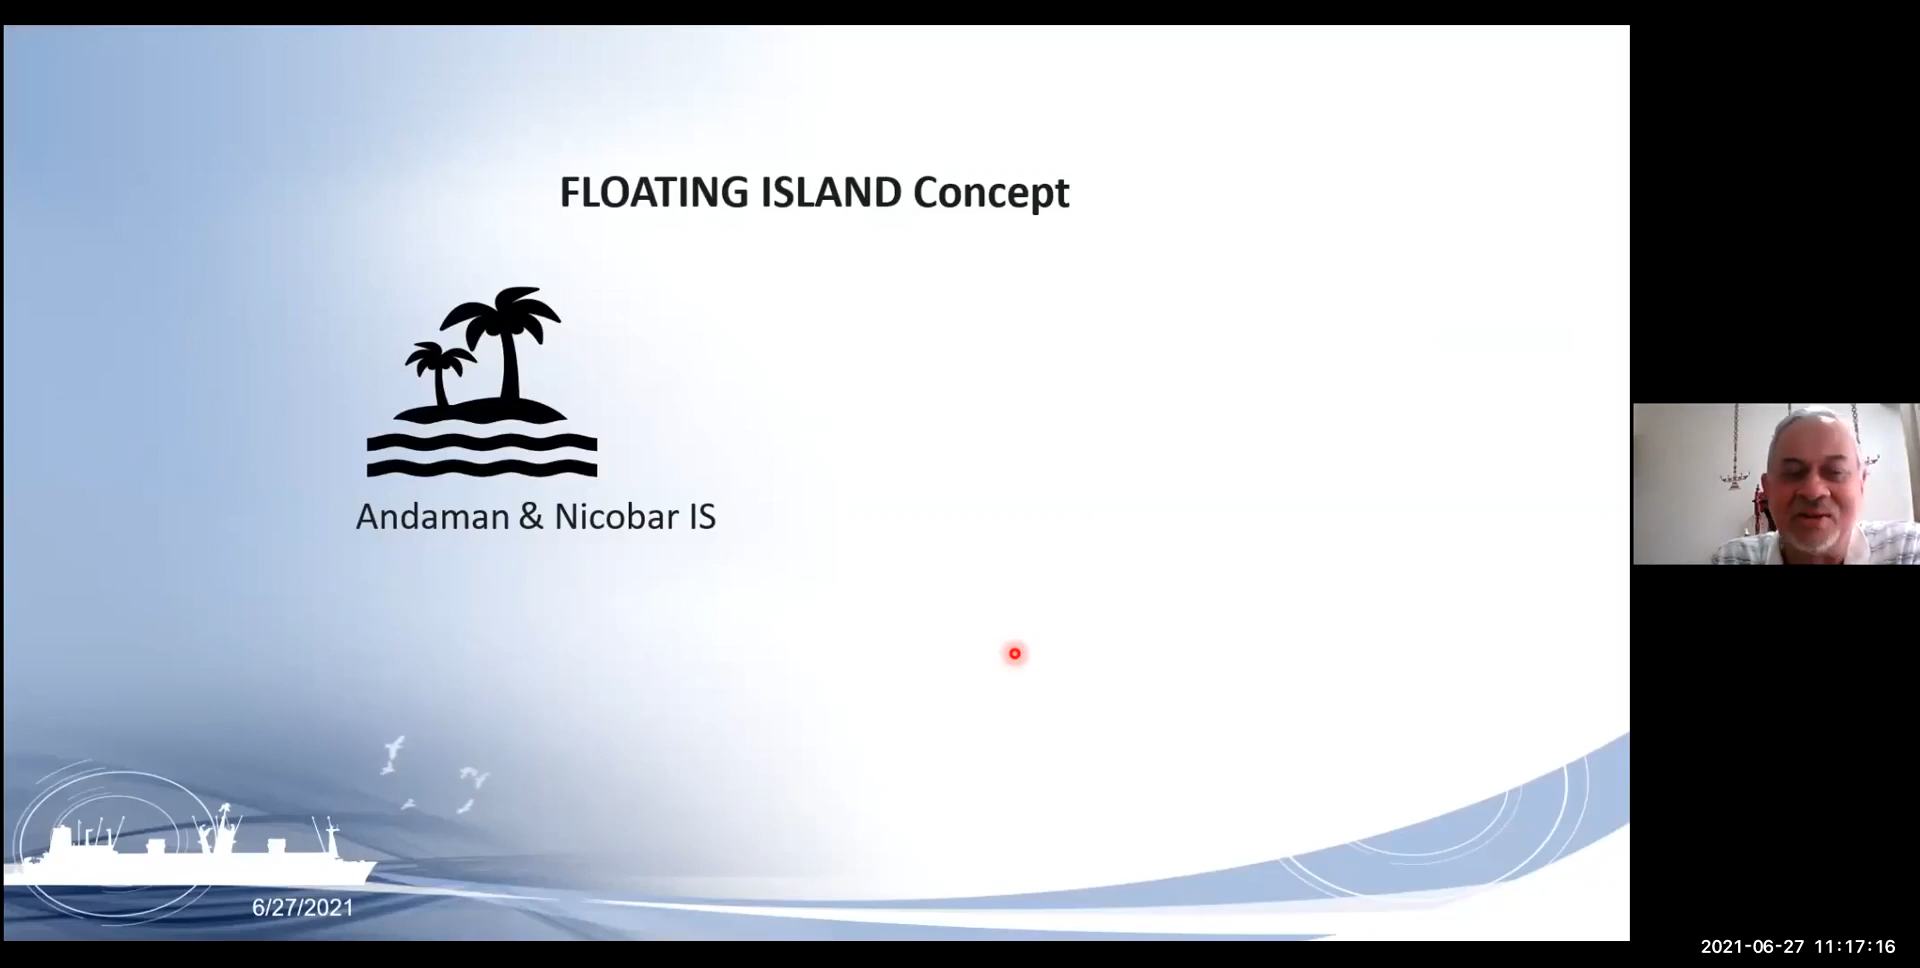 FLOATING ISLAND Concept
Andaman & Nicobar IS
6/27/2021
2021-06-27 11:17:16